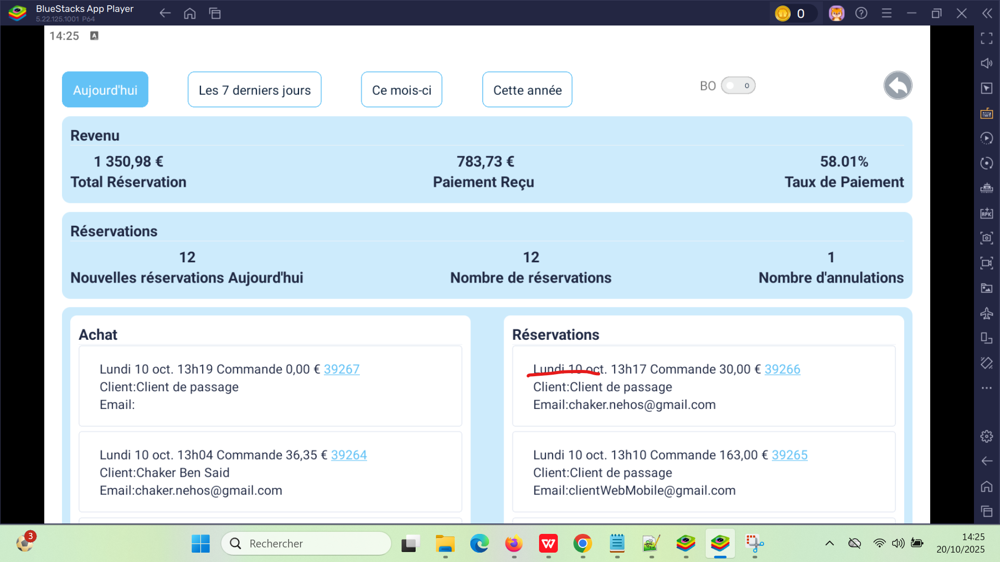 BlueStacks App Player
5.22.125.1001 P64
0
14:25
A
Aujourd'hui
Les 7 derniers jours
Ce mois-ci
Cette année
BO
0
Revenu
1 350,98 €
783,73 €
58.01%
Total Réservation
Paiement Reçu
Taux de Paiement
Réservations
12
12
1
Nouvelles réservations Aujourd'hui
Nombre de réservations
Nombre d'annulations
Achat
Lundi 10 oct. 13h19 Commande 0,00 € 39267
Client:Client de passage
Email:
Lundi 10 oct. 13h04 Commande 36,35 € 39264
Client:Chaker Ben Said
Email:chaker.nehos@gmail.com
Réservations
Lundi 10 oct. 13h17 Commande 30,00 € 39266
Client:Client de passage
Email:chaker.nehos@gmail.com
Lundi 10 oct. 13h10 Commande 163,00 € 39265
Client:Client de passage
Email:clientWebMobile@gmail.com
APK
3
Rechercher
W
14:25
20/10/2025